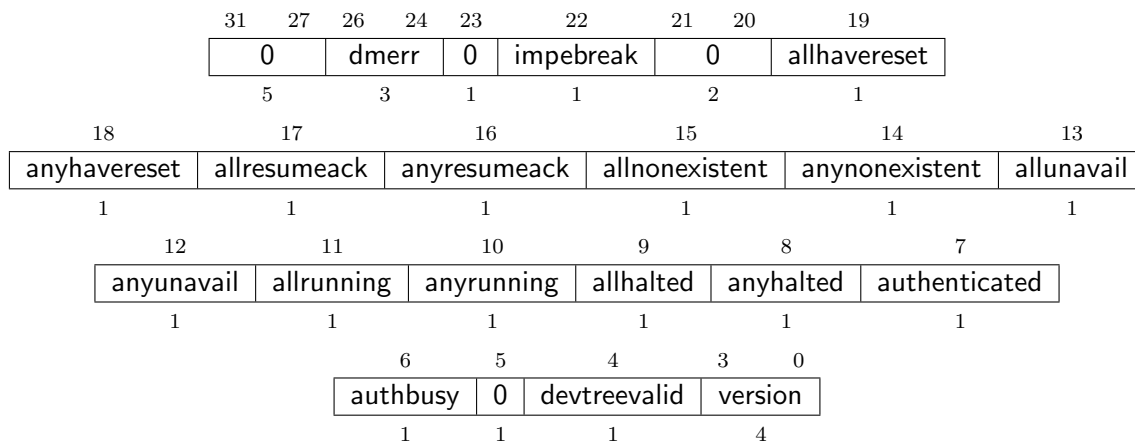 31 27 26 24 23 22 21 20 19
0 dmerr 0 impebreak 0 allhavereset
5 3 1 1 2 1
18 17 16 15 14 13
anyhavereset allresumeack anyresumeack allnonexistent anynonexistent allunavail
1 1 1 1 1 1
12 11 10 9 8 7
anyunavail allrunning anyrunning allhalted anyhalted authenticated
1 1 1 1 1 1
6 5 4 3 0
authbusy 0 devtreevalid version
1 1 1 4